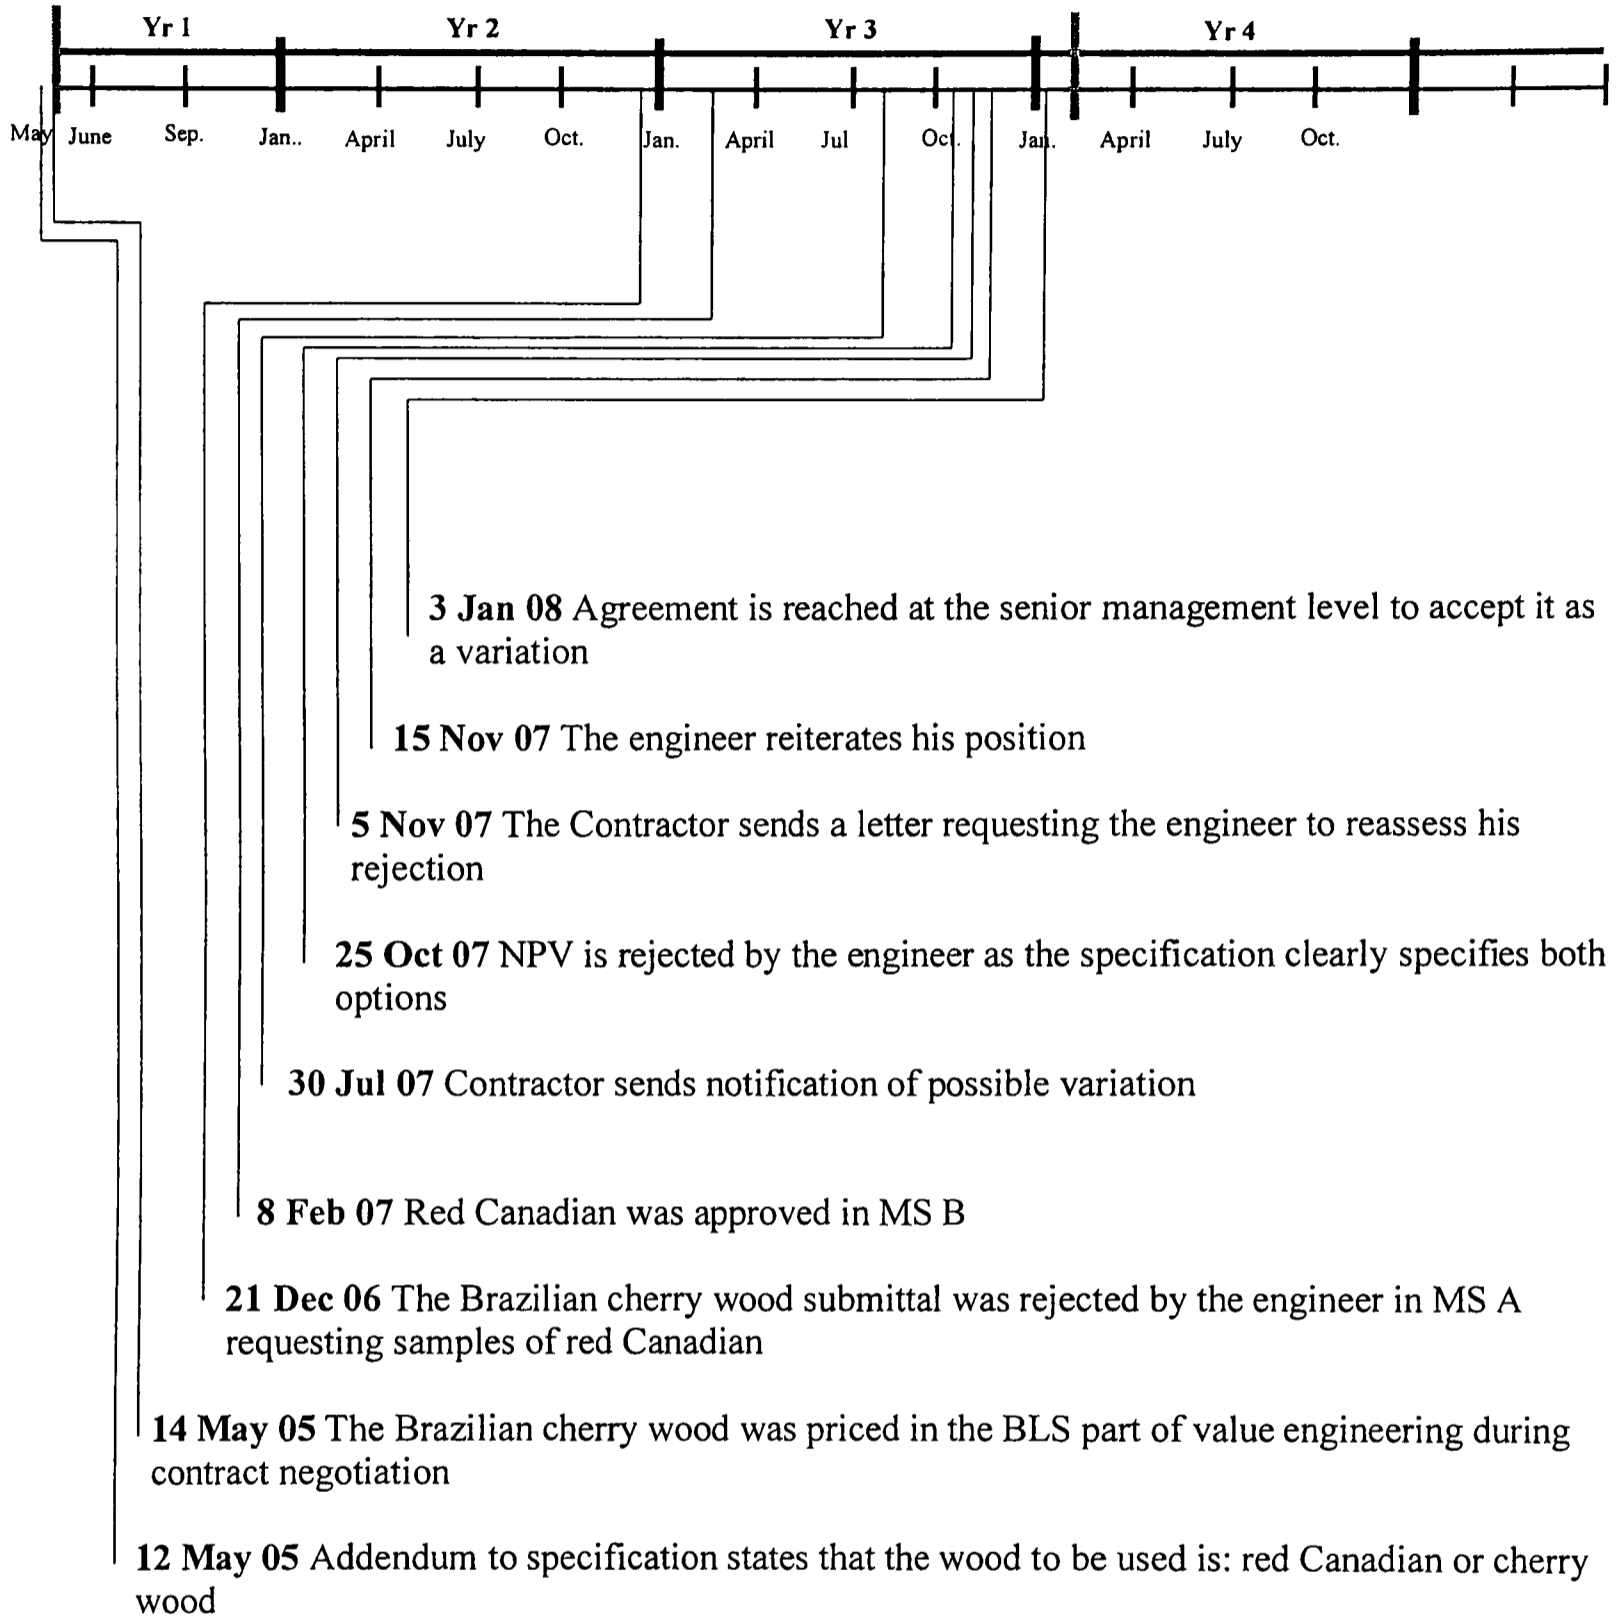 Yr 1 Yr 2 Yr 3 Yr 4
May June Sep. Jan.. April July Oct. Jan. April Jul Oct. Jan. April July Oct.
3 Jan 08 Agreement is reached at the senior management level to accept it as
a variation
15 Nov 07 The engineer reiterates his position
5 Nov 07 The Contractor sends a letter requesting the engineer to reassess his
rejection
25 Oct 07 NPV is rejected by the engineer as the specification clearly specifies both
options
30 Jul 07 Contractor sends notification of possible variation
8 Feb 07 Red Canadian was approved in MS B
21 Dec 06 The Brazilian cherry wood submittal was rejected by the engineer in MS A
requesting samples of red Canadian
14 May 05 The Brazilian cherry wood was priced in the BLS part of value engineering during
contract negotiation
12 May 05 Addendum to specification states that the wood to be used is: red Canadian or cherry
wood